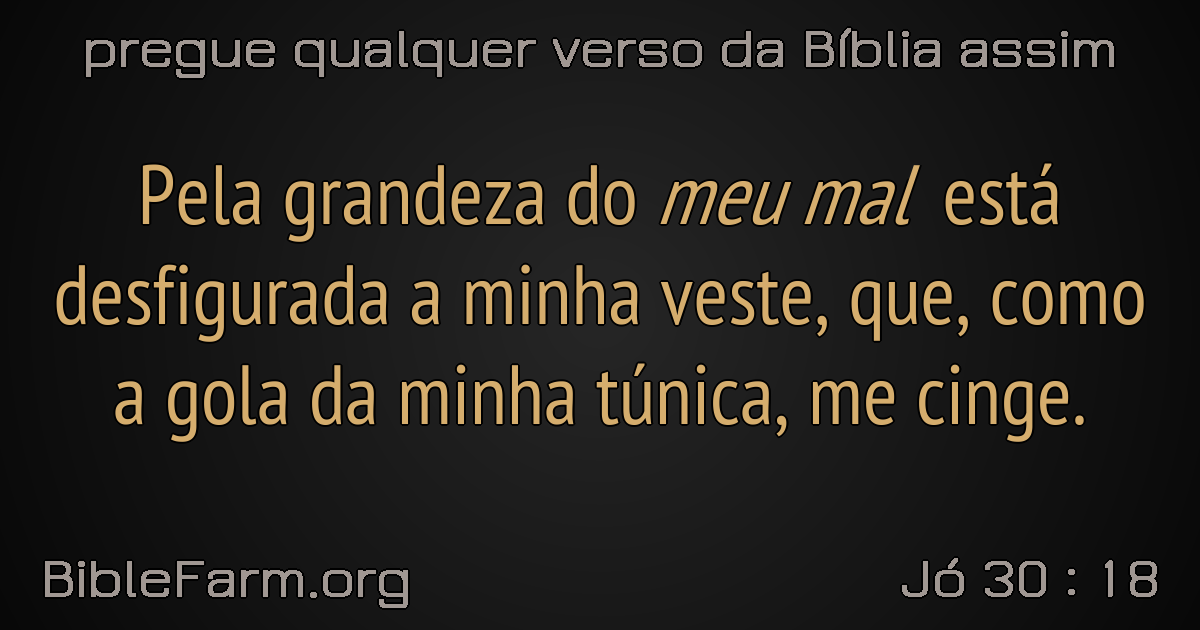 pregue qualquer verso da Bíblia assim
Pela grandeza do meu mal está
desfigurada a minha veste, que, como
a gola da minha túnica, me cinge.
BibleFarm.org
Jó 30 : 18